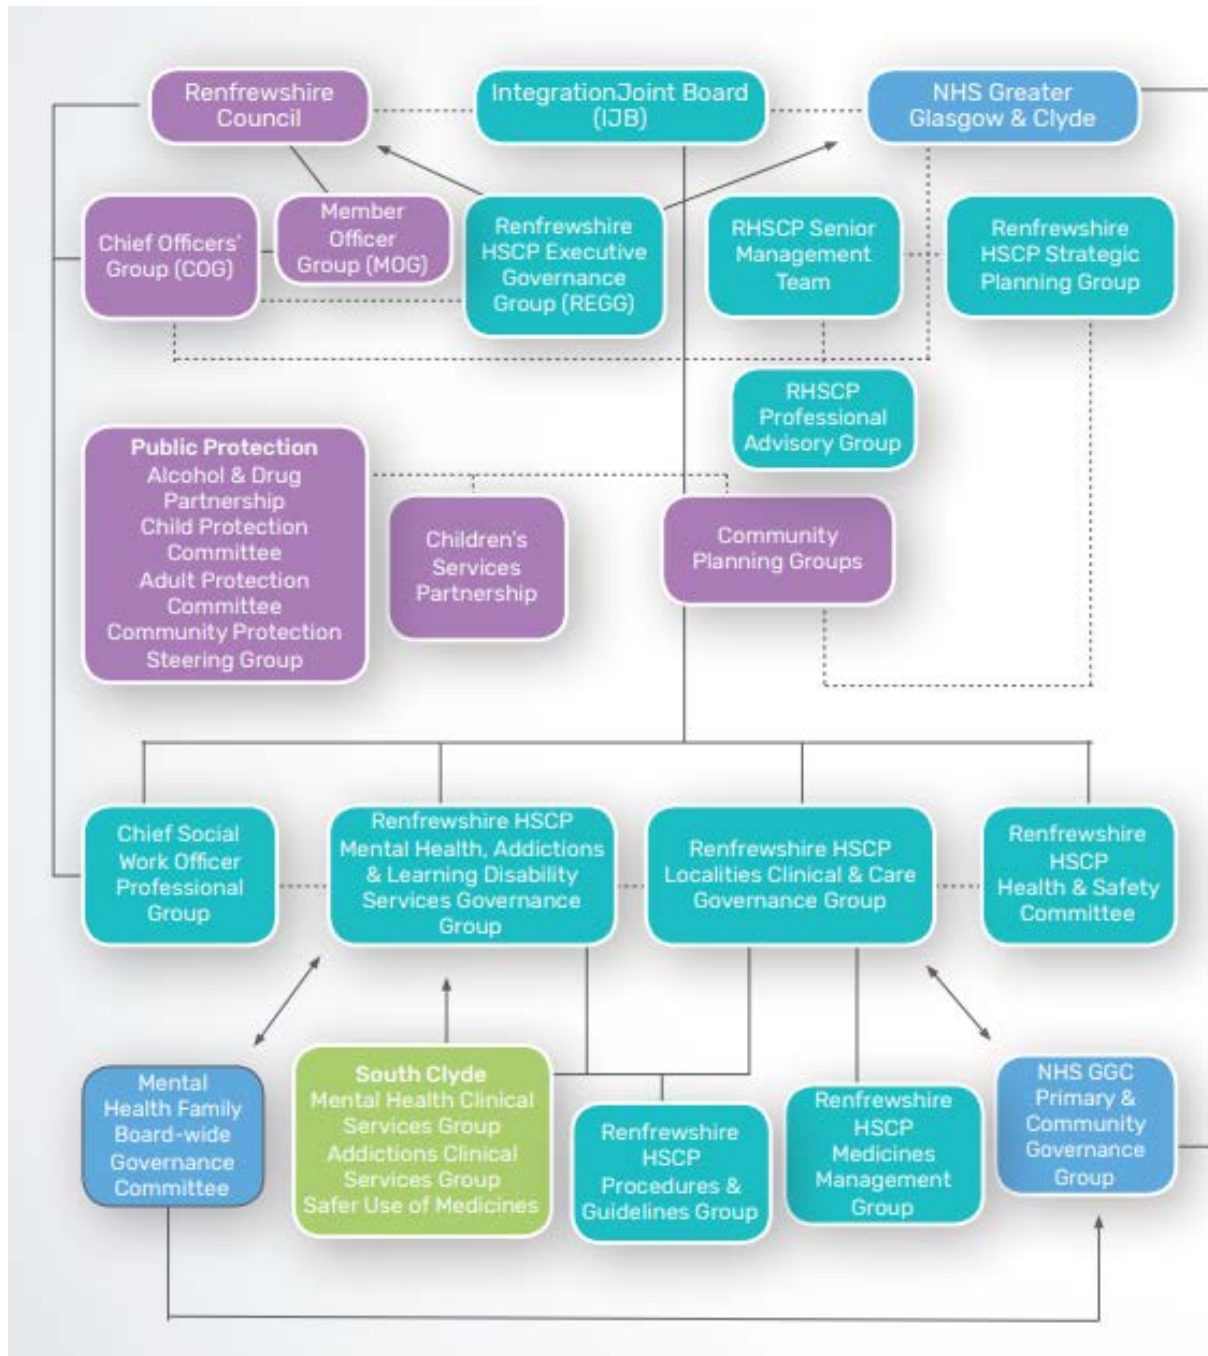 Renfrewshire
Council
IntegrationJoint Board
(IJB)
NHS Greater
Glasgow & Clyde
Chief Officers'
Group (COG)
Member
Officer
Group (MOG)
Renfrewshire
HSCP Executive
Governance
Group (REGG)
RHSCP Senior
Management
Team
Renfrewshire
HSCP Strategic
Planning Group
RHSCP
Professional
Advisory Group
Public Protection
Alcohol & Drug
Partnership
Child Protection
Committee
Adult Protection
Committee
Community Protection
Steering Group
Children's
Services
Partnership
Community
Planning Groups
Chief Social
Work Officer
Professional
Group
Renfrewshire HSCP
Mental Health, Addictions
& Learning Disability
Services Governance
Group
Renfrewshire HSCP
Localities Clinical & Care
Governance Group
Renfrewshire
HSCP
Health & Safety
Committee
Mental
Health Family
Board-wide
Governance
Committee
South Clyde
Mental Health Clinical
Services Group
Addictions Clinical
Services Group
Safer Use of Medicines
Renfrewshire
HSCP
Procedures &
Guidelines Group
Renfrewshire
HSCP
Medicines
Management
Group
NHS GGC
Primary &
Community
Governance
Group